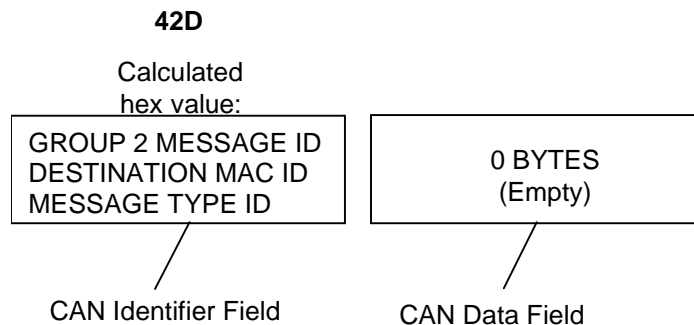 42D
Calculated
hex value:
GROUP 2 MESSAGE ID
DESTINATION MAC ID
MESSAGE TYPE ID
0 BYTES
(Empty)
CAN Identifier Field
CAN Data Field